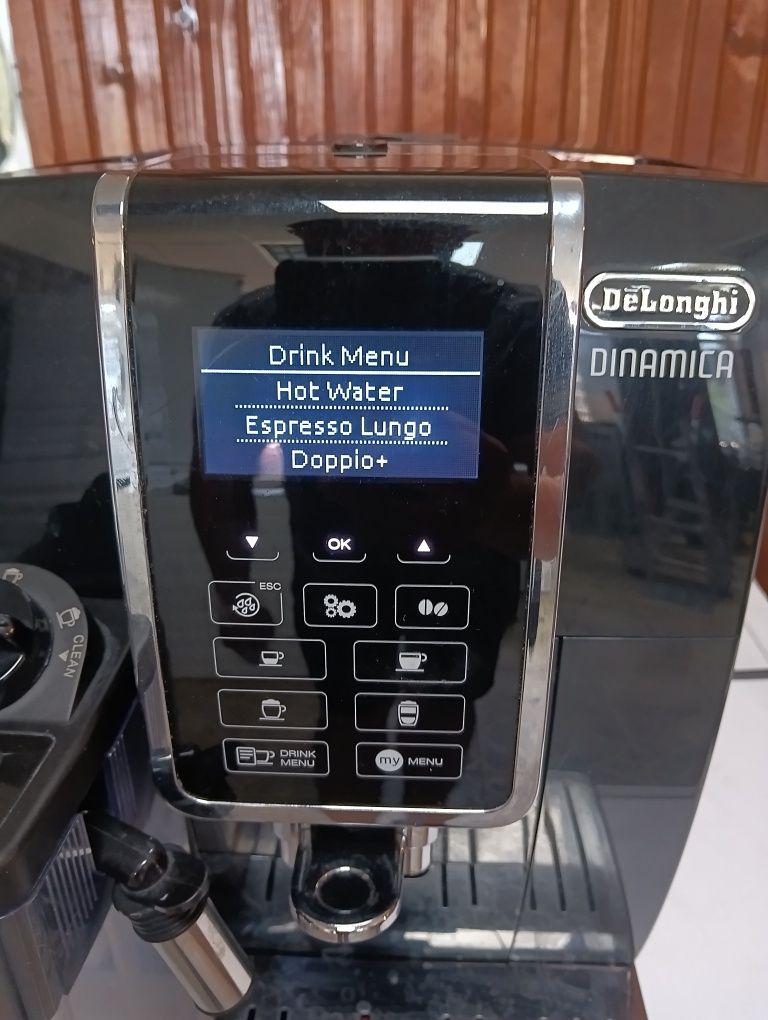 DeLonghi
DINAMICA
Drink Menu
Hot Water
Espresso Lungo
Doppio+
OK
ESC
CLEAN
DRINK
MENU
my MENU